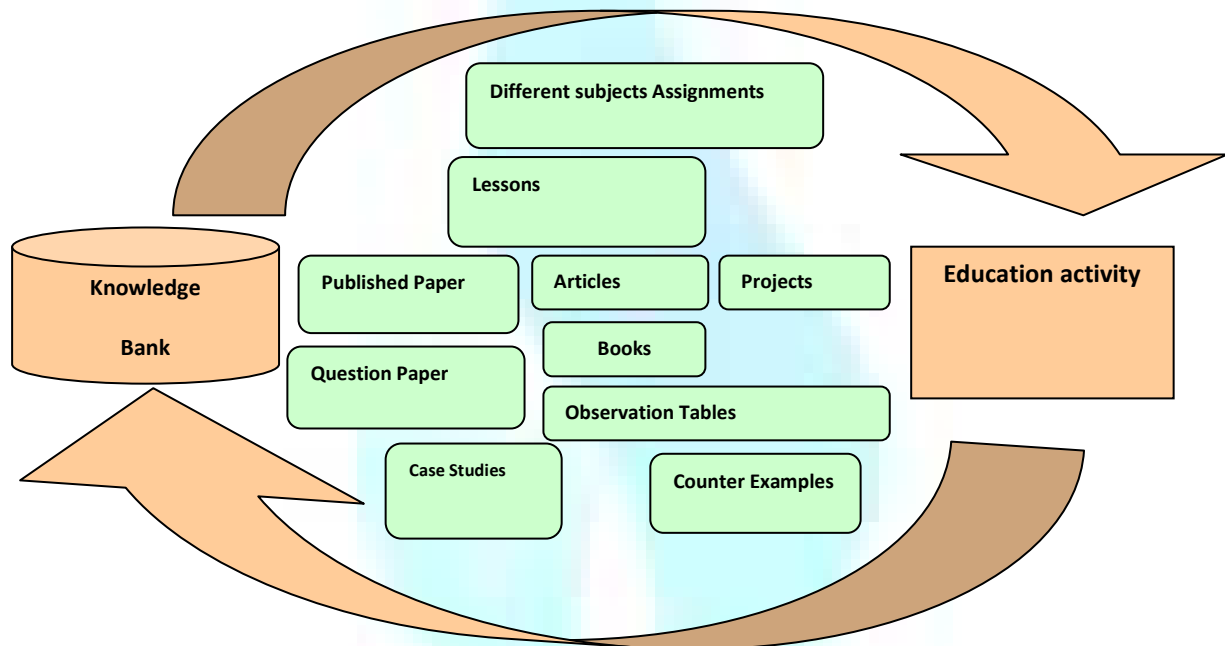 Different subjects Assignments
Lessons
Knowledge
Bank
Published Paper
Articles
Projects
Education activity
Books
Question Paper
Observation Tables
Case Studies
Counter Examples